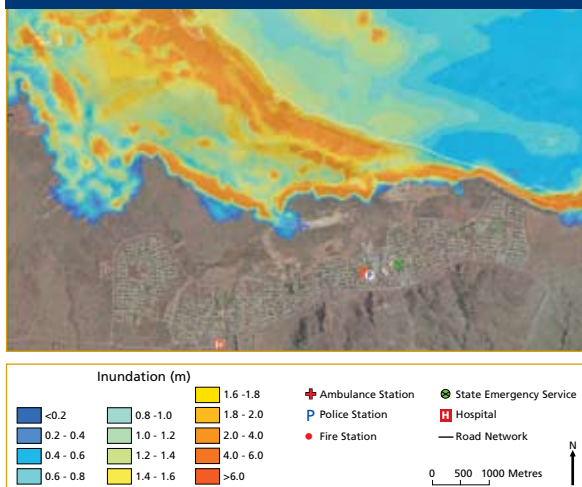 P
H
Inundation (m)
<0.2
0.2 - 0.4
0.4 - 0.6
0.6 - 0.8
0.8 -1.0
1.0 - 1.2
1.2 - 1.4
1.4 - 1.6
1.6 -1.8
1.8 - 2.0
2.0 - 4.0
4.0 - 6.0
>6.0
Ambulance Station
P Police Station
Fire Station
State Emergency Service
H Hospital
Road Network
0 500 1000 Metres
N